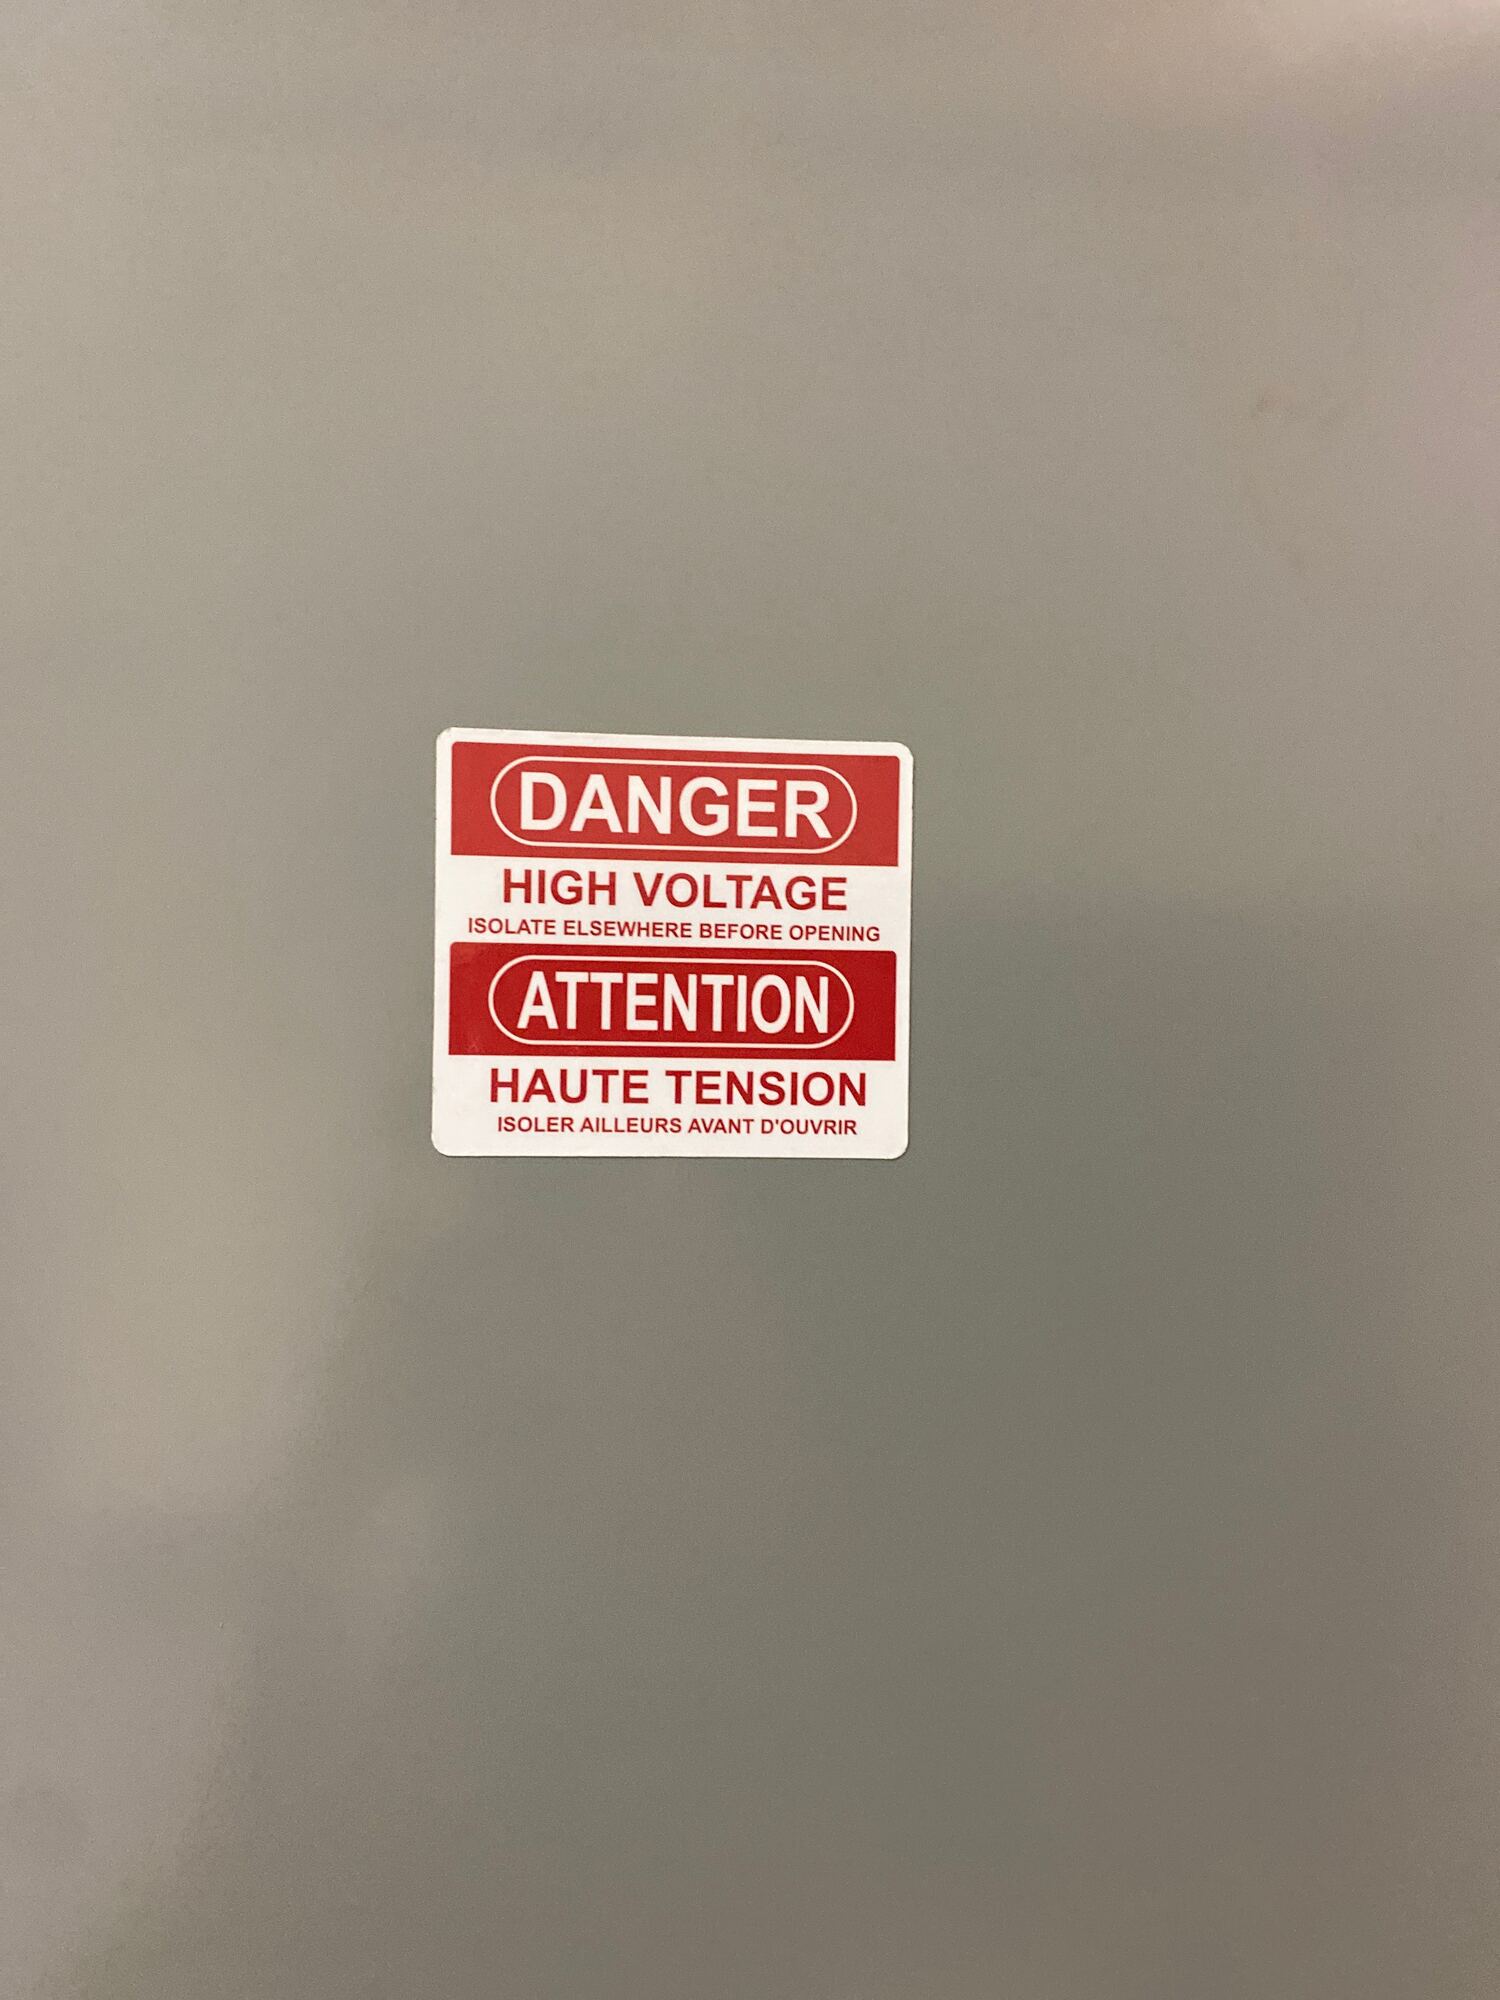 DANGER
HIGH VOLTAGE
ISOLATE ELSEWHERE BEFORE OPENING
ATTENTION
HAUTE TENSION
ISOLER AILLEURS AVANT D'OUVRIR